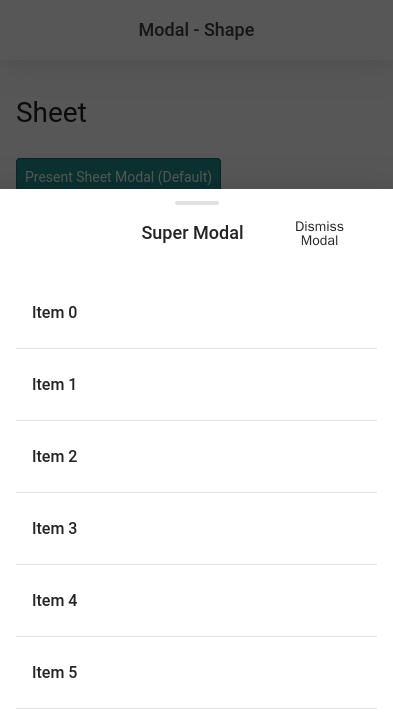 Modal - Shape
Sheet
Present Sheet Modal (Default)
Super Modal
Dismiss
Modal
Item 0
Item 1
Item 2
Item 3
Item 4
Item 5